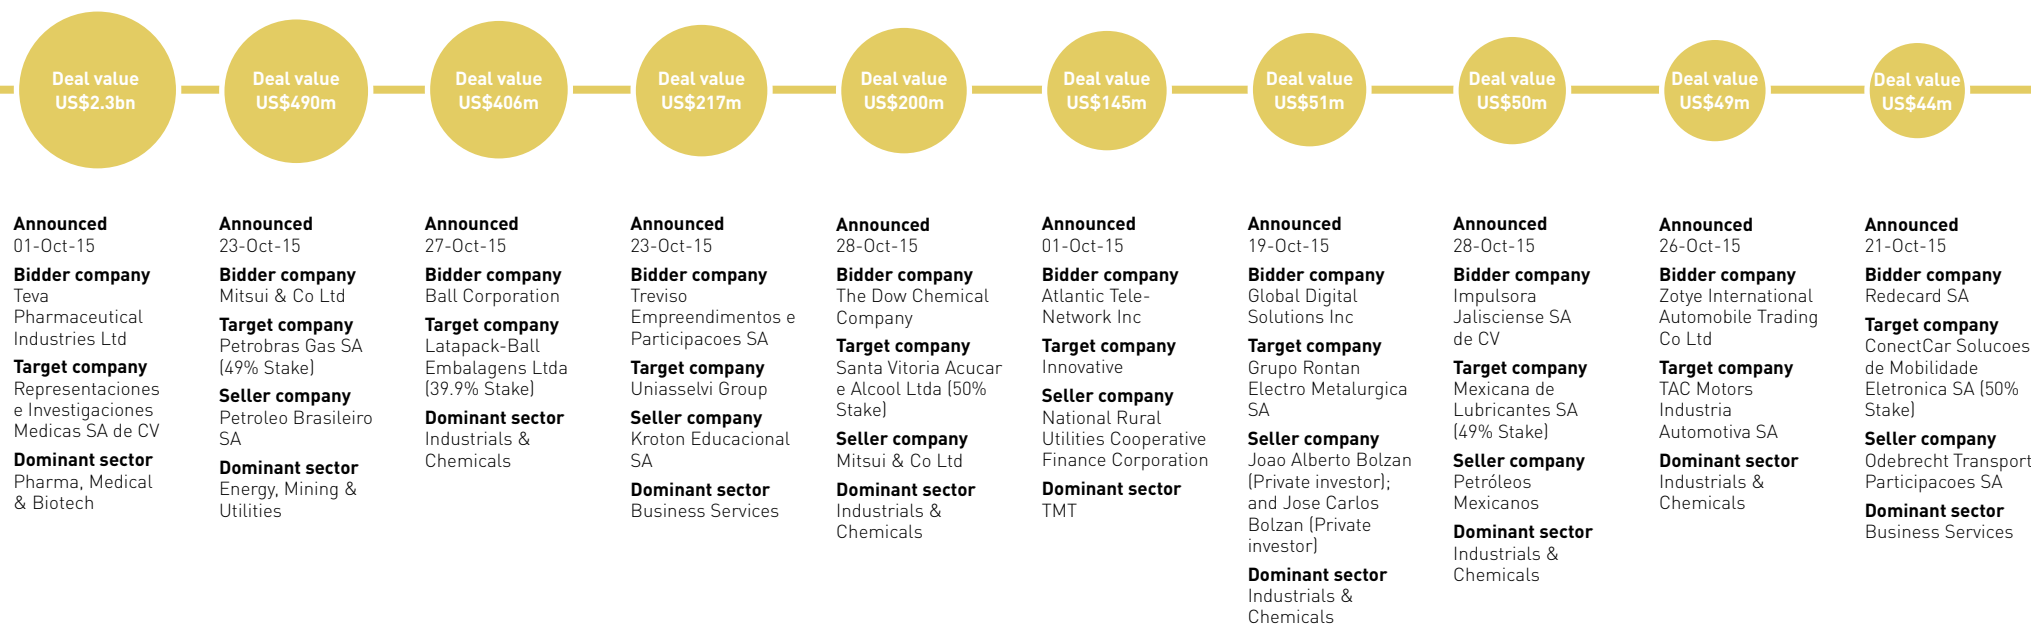 Deal value
US$2.3bn
Deal value
US$490m
Deal value
US$406m
Deal value
US$217m
Deal value
US$200m
Deal value
US$145m
Deal value
US$51m
Deal value
US$50m
Deal value
US$49m
Deal value
US$44m
Announced
01-Oct-15
Bidder company
Teva
Pharmaceutical
Industries Ltd
Target company
Representaciones
e Investigaciones
Medicas SA de CV
Dominant sector
Pharma, Medical
& Biotech
Announced
23-Oct-15
Bidder company
Mitsui & Co Ltd
Target company
Petrobras Gas SA
(49% Stake)
Seller company
Petroleo Brasileiro
SA
Dominant sector
Energy, Mining &
Utilities
Announced
27-Oct-15
Bidder company
Ball Corporation
Target company
Latapack-Ball
Embalagens Ltda
(39.9% Stake)
Dominant sector
Industrials &
Chemicals
Announced
23-Oct-15
Bidder company
Treviso
Empreendimentos e
Participacoes SA
Target company
Uniasselvi Group
Seller company
Kroton Educacional
SA
Dominant sector
Business Services
Announced
28-Oct-15
Bidder company
The Dow Chemical
Company
Target company
Santa Vitoria Acucar
e Alcool Ltda (50%
Stake)
Seller company
Mitsui & Co Ltd
Dominant sector
Industrials &
Chemicals
Announced
01-Oct-15
Bidder company
Atlantic Tele-
Network Inc
Target company
Innovative
Seller company
National Rural
Utilities Cooperative
Finance Corporation
Dominant sector
TMT
Announced
19-Oct-15
Bidder company
Global Digital
Solutions Inc
Target company
Grupo Rontan
Electro Metalurgica
SA
Seller company
Joao Alberto Bolzan
(Private investor);
and Jose Carlos
Bolzan (Private
investor)
Dominant sector
Industrials &
Chemicals
Announced
28-Oct-15
Bidder company
Impulsora
Jalisciense SA
de CV
Target company
Mexicana de
Lubricantes SA
(49% Stake)
Seller company
Petróleos
Mexicanos
Dominant sector
Industrials &
Chemicals
Announced
26-Oct-15
Bidder company
Zotye International
Automobile Trading
Co Ltd
Target company
TAC Motors
Industria
Automotiva SA
Dominant sector
Industrials &
Chemicals
Announced
21-Oct-15
Bidder company
Redecard SA
Target company
ConectCar Solucoes
de Mobilidade
Eletronica SA (50%
Stake)
Seller company
Odebrecht Transport
Participacoes SA
Dominant sector
Business Services